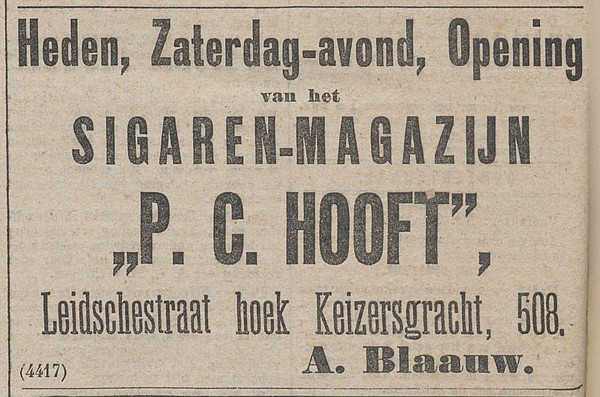 Heden, Zaterdag-avond, Opening
van het
SIGAREN-MAGAZIJN
„P. C. HOOFT”,
Leidschestraat hoek Keizersgracht, 508.
A. Blaauw.
(4417)